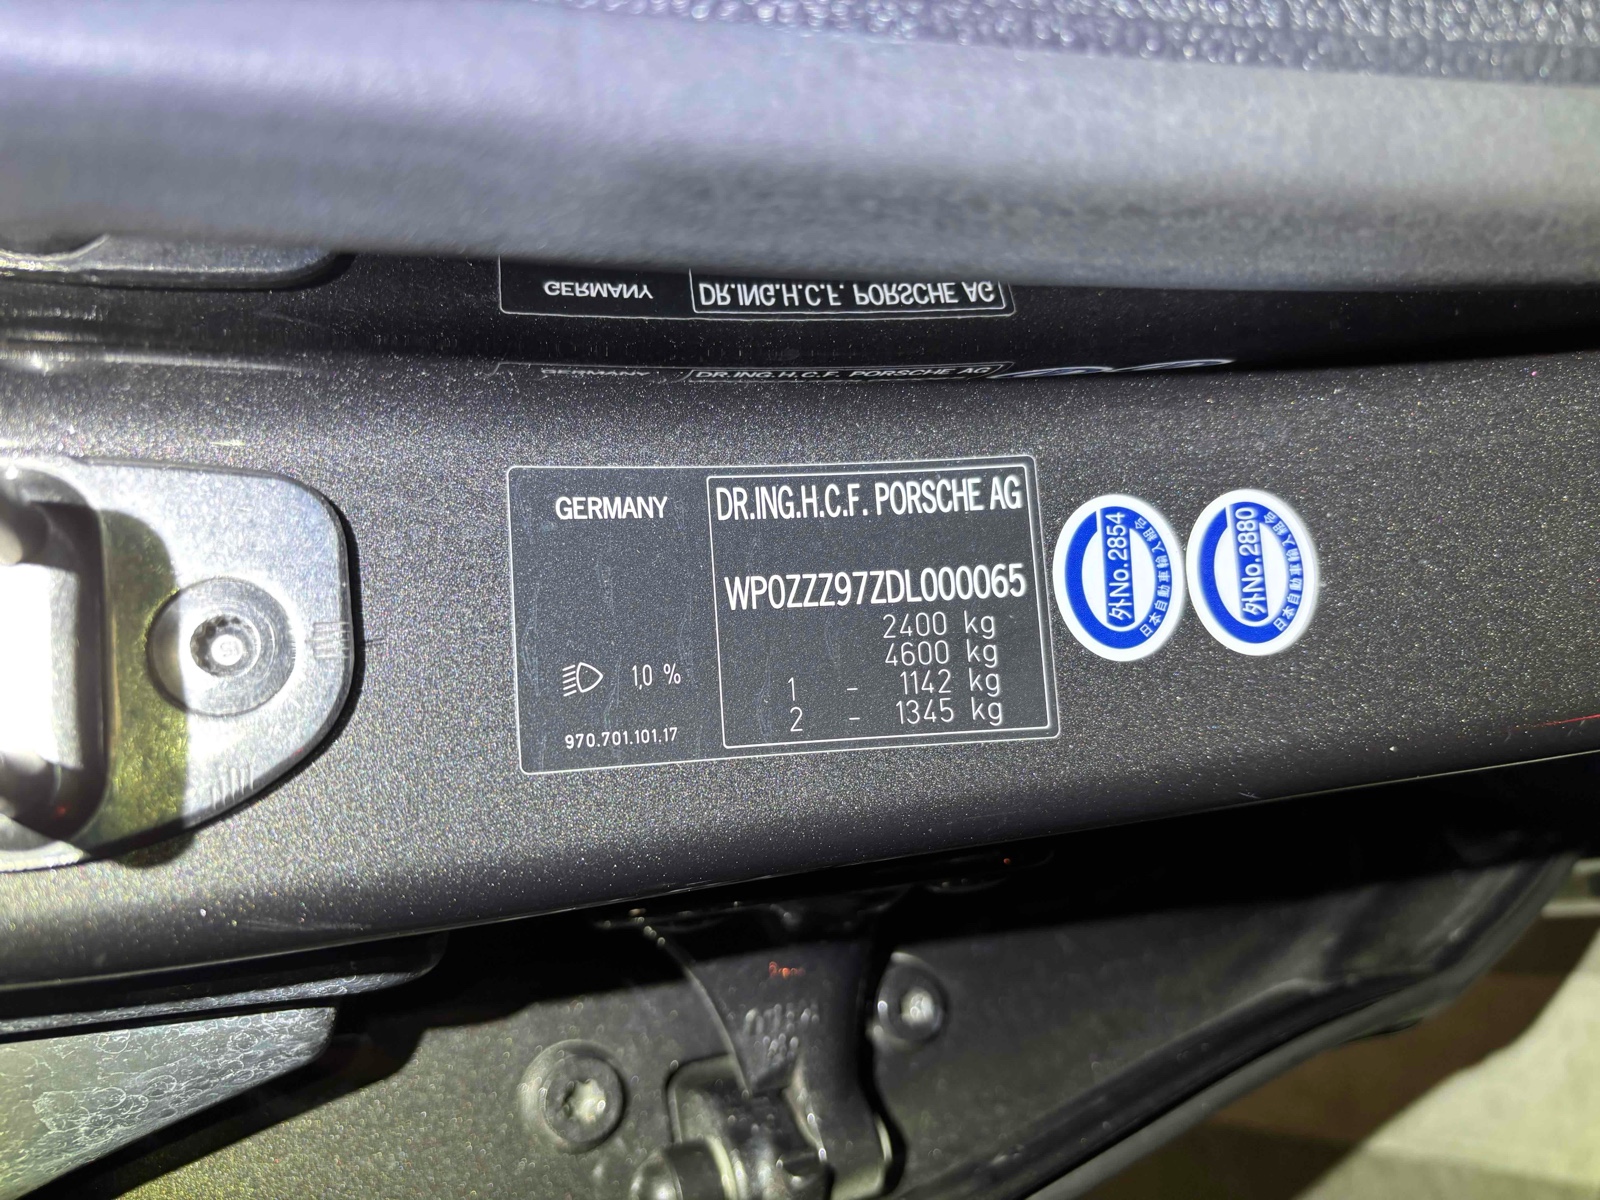 GERMANY DR.ING.H.C.F. PORSCHE AG
DR.ING.H.C.F. PORSCHE AG
GERMANY
DR.ING.H.C.F. PORSCHE AG
WP0ZZZ97ZDL000065
2400 kg
4600 kg
1 - 1142 kg
2 - 1345 kg
1,0 %
970.701.101.17
外No.2854
日本自動車輸入組合
外No.2880
日本自動車輸入組合